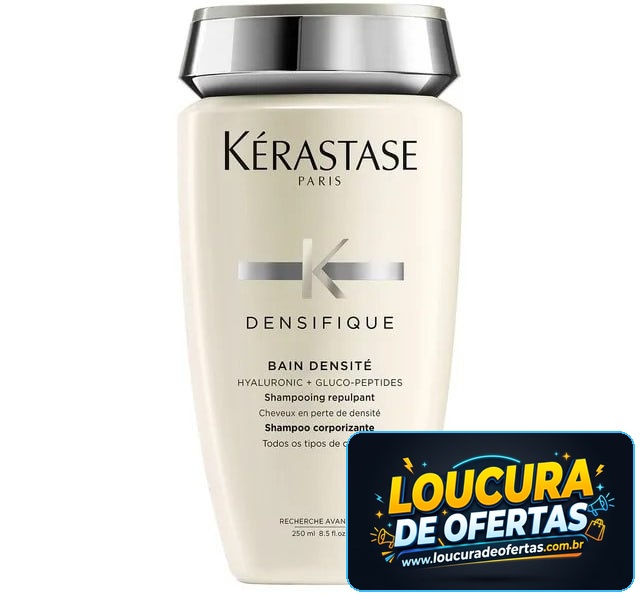 KÉRASTASE
PARIS
K
DENSIFIQUE
BAIN DENSITÉ
HYALURONIC + GLUCO-PEPTIDES
Shampooing repulpant
Cheveux en perte de densité
Shampoo corporizante
Todos os tipos de
RECHERCHE
250 ml 8.5 fl.oz
LOUCURA
DE OFERTAS
www.loucuradeofertas.com.br